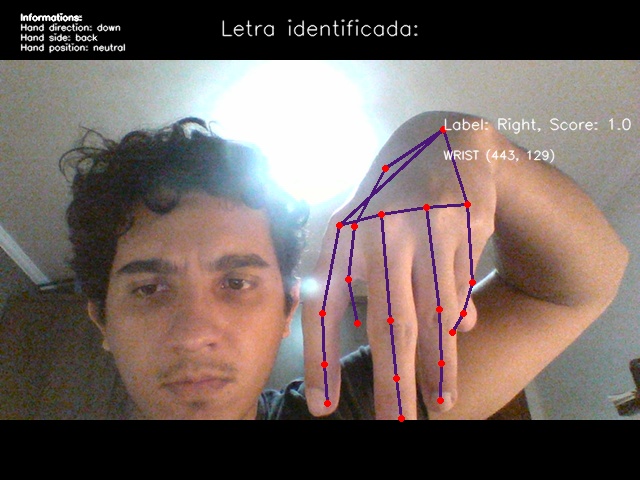 Informations:
Hand direction: down
Hand side: back
Hand position: neutral
Letra identificada:
Label: Right, Score: 1.0
WRIST (443, 129)